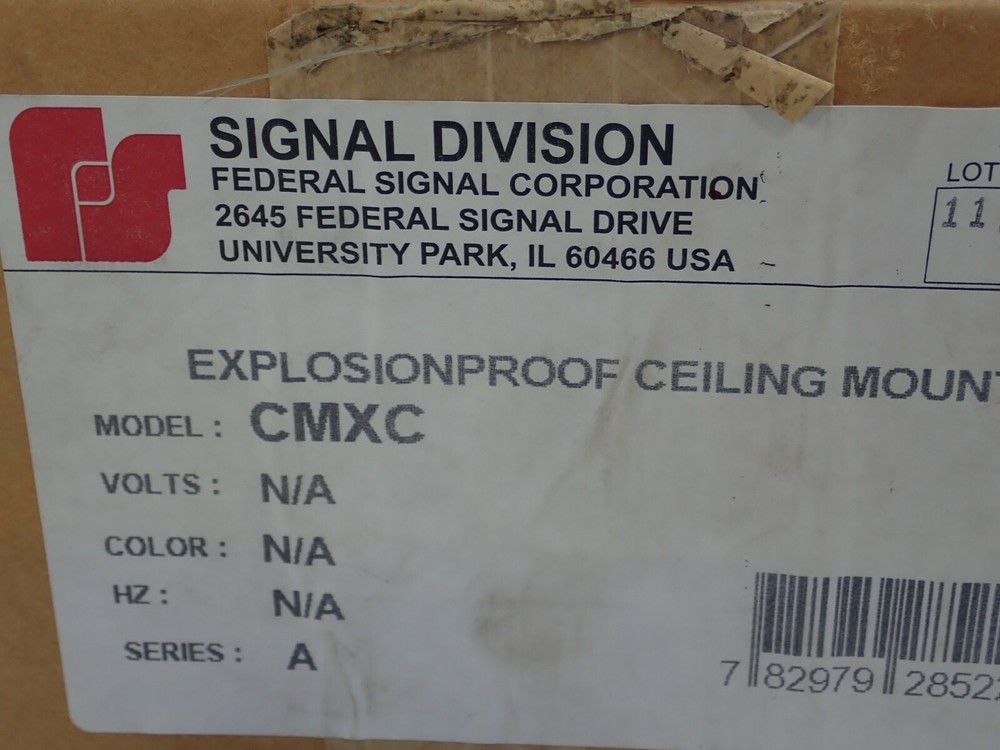 SIGNAL DIVISION
FEDERAL SIGNAL CORPORATION
2645 FEDERAL SIGNAL DRIVE
UNIVERSITY PARK, IL 60466 USA
LOT
11
EXPLOSIONPROOF CEILING MOUNT
MODEL : CMXC
VOLTS : N/A
COLOR : N/A
HZ : N/A
SERIES : A
7 82979 2852